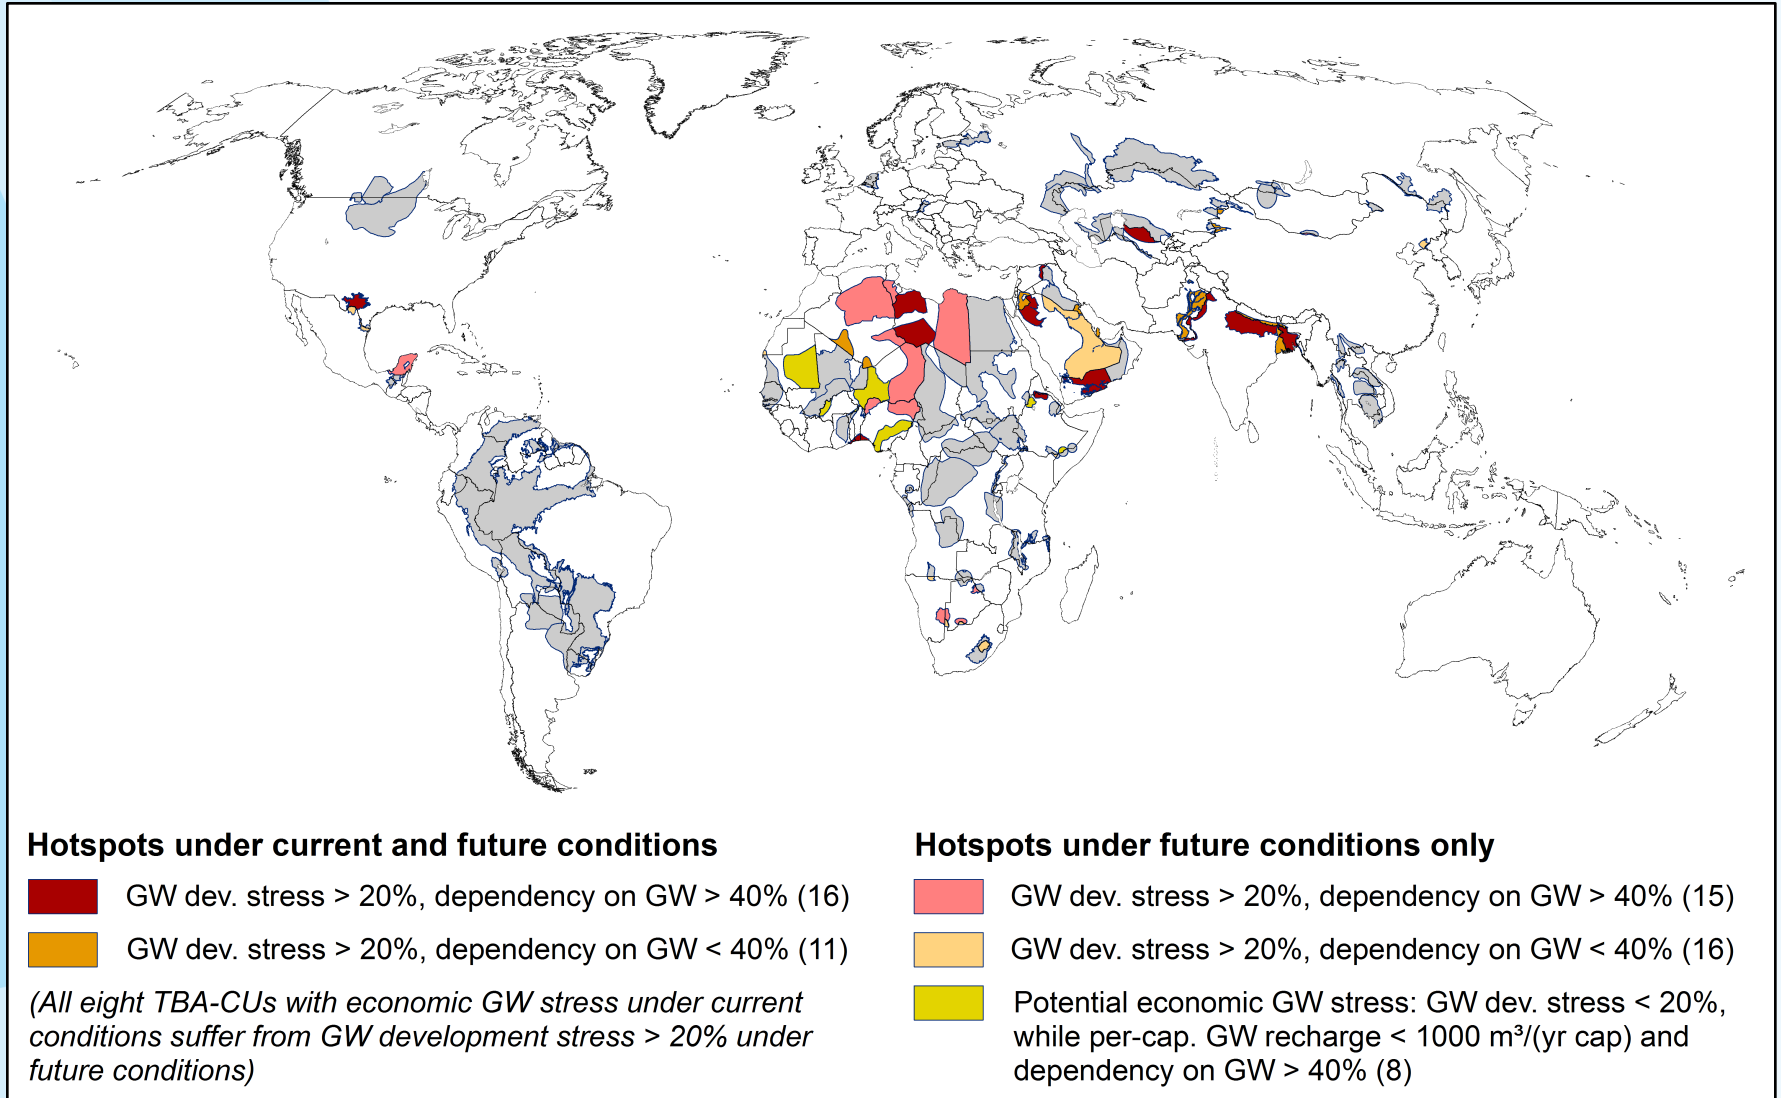 Hotspots under current and future conditions
GW dev. stress > 20%, dependency on GW > 40% (16)
GW dev. stress > 20%, dependency on GW < 40% (11)
(All eight TBA-CUs with economic GW stress under current
conditions suffer from GW development stress > 20% under
future conditions)
Hotspots under future conditions only
GW dev. stress > 20%, dependency on GW > 40% (15)
GW dev. stress > 20%, dependency on GW < 40% (16)
Potential economic GW stress: GW dev. stress < 20%,
while per-cap. GW recharge < 1000 m³/(yr cap) and
dependency on GW > 40% (8)